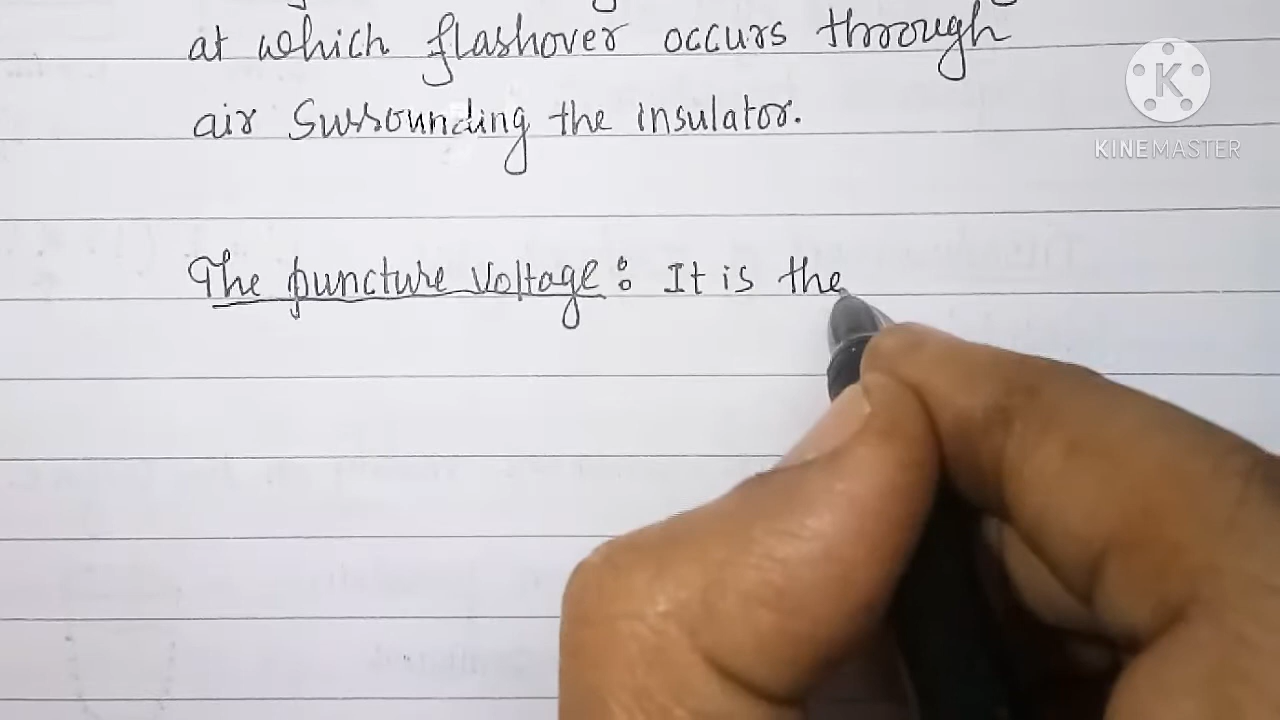 at which flashover occurs through
air surrounding the insulator.
The puncture voltage: It is the
K
KINEMASTER